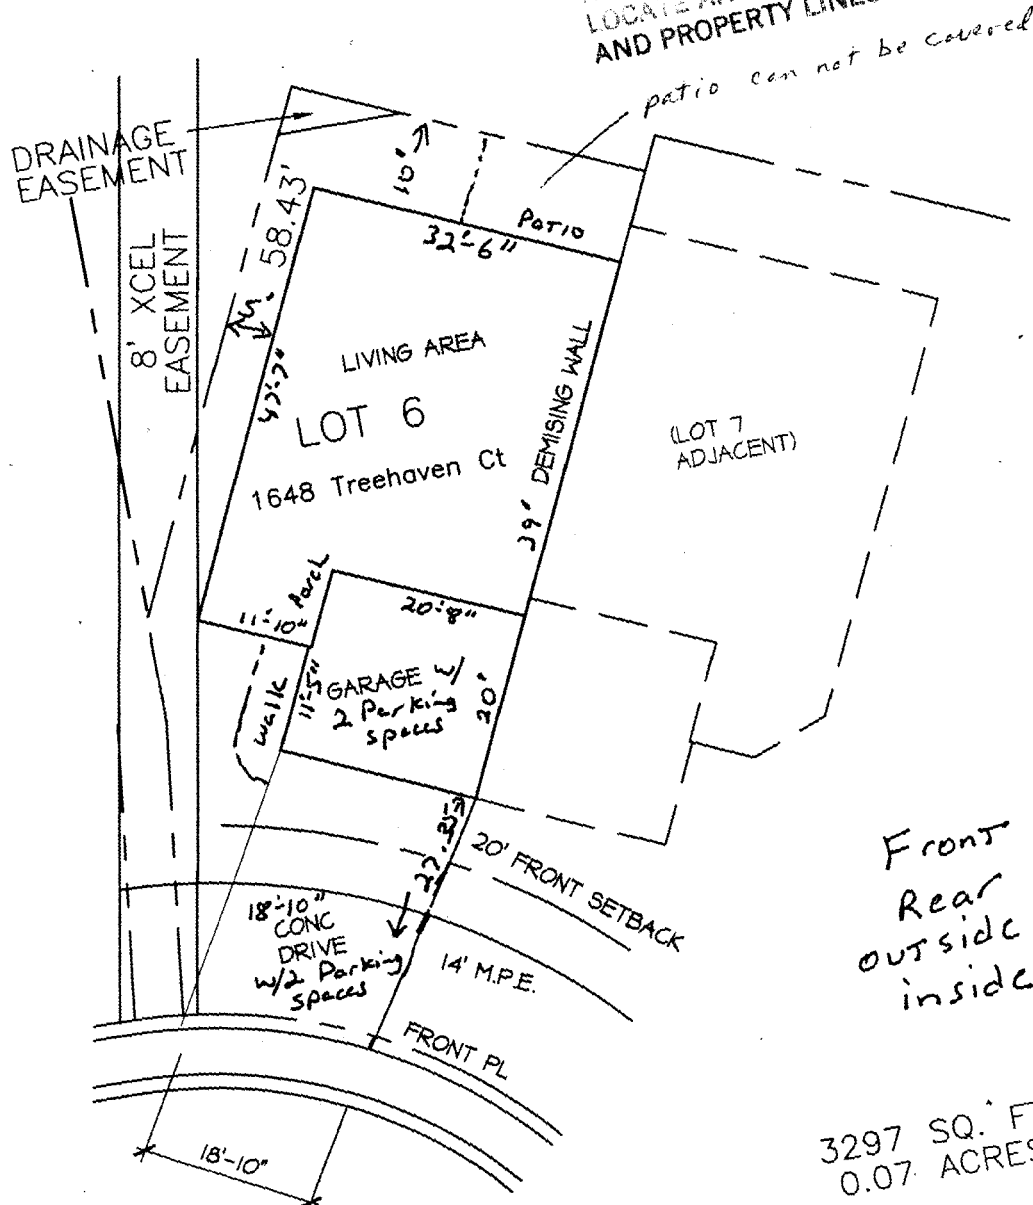 AND PROPERTY LINES
patio can not be covered
DRAINAGE
EASEMENT
10'
58.43'
Patio
32'-6"
8' XCEL
EASEMENT
5'
LIVING AREA
DEMISING WALL
LOT 6
(LOT 7
ADJACENT)
1648 Treehaven Ct
39'
Porch
20'-8"
11'-10"
walk
11'-5"
GARAGE w/
2 Parking
spaces
20'
20' FRONT SETBACK
18'-10"
CONC
DRIVE
w/2 Parking
spaces
14' M.P.E.
FRONT PL
Front
Rear
outside
inside
18'-10"
3297 SQ. F
0.07 ACRES